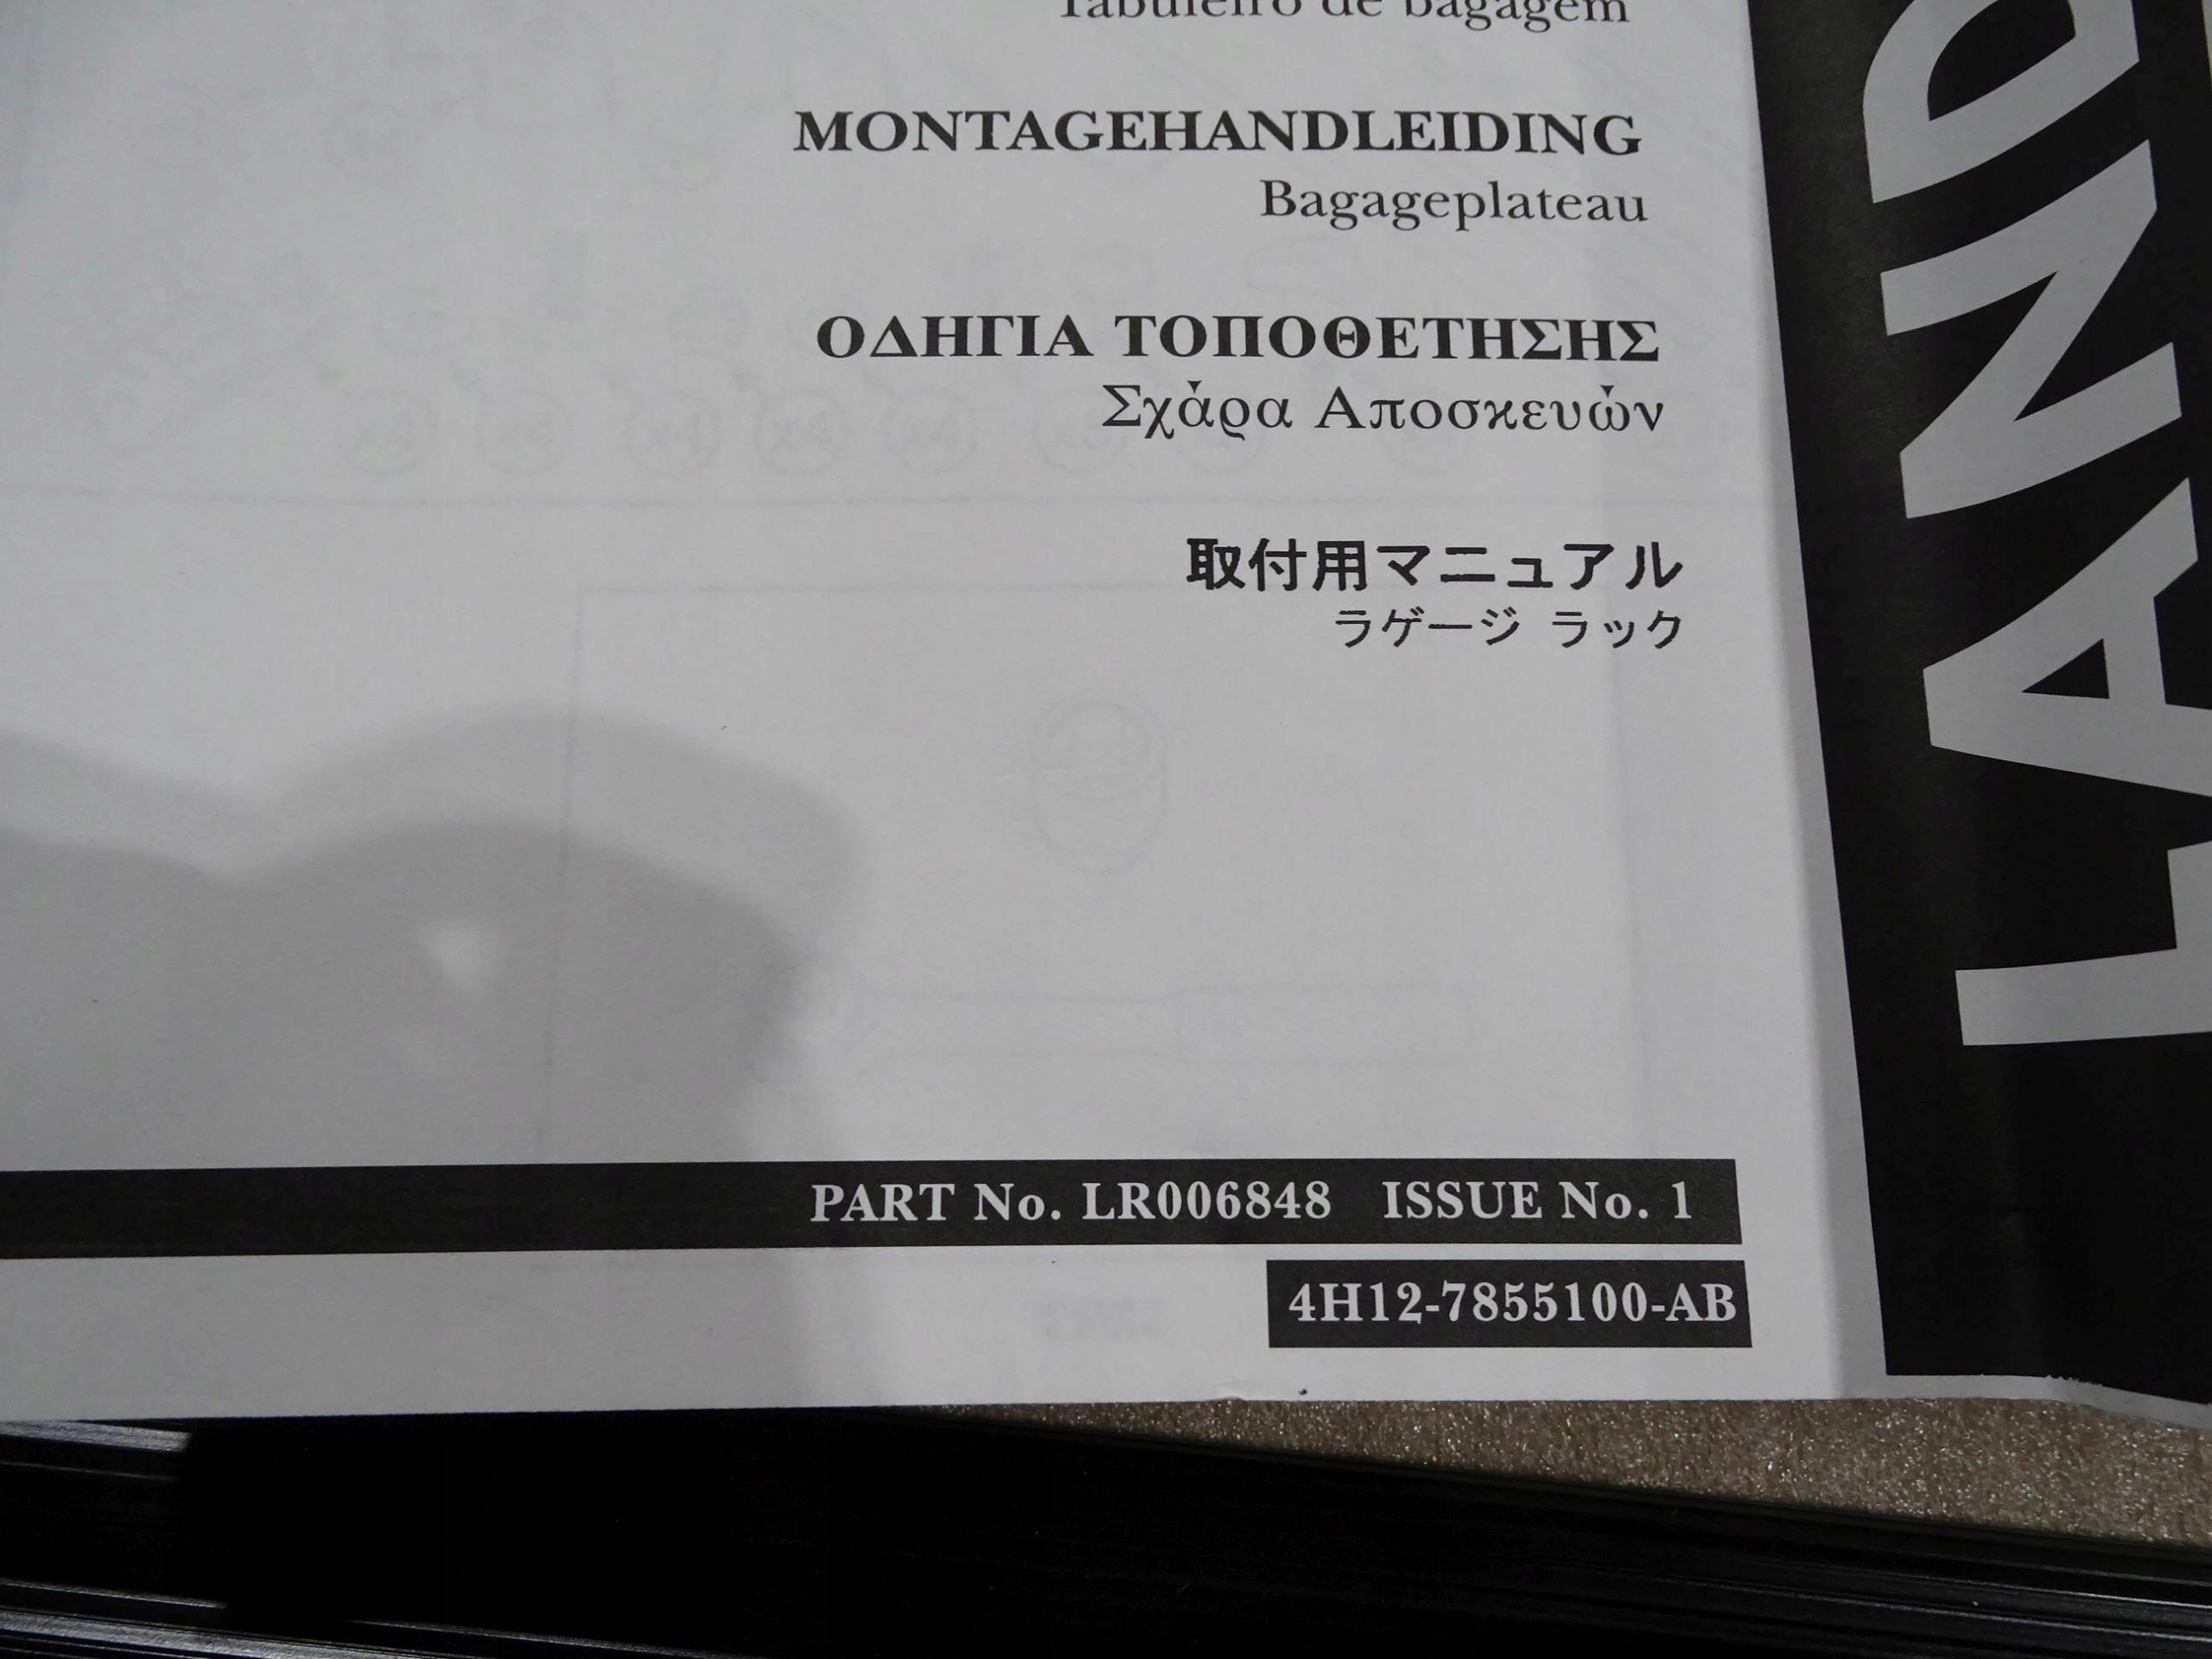 Tabuleiro de bagagem
MONTAGEHANDLEIDING
Bagageplateau
ΟΔΗΓΙΑ ΤΟΠΟΘΕΤΗΣΗΣ
Σχάρα Αποσκευών
取付用マニュアル
ラゲージ ラック
PART No. LR006848 ISSUE No. 1
4H12-7855100-AB
LAND